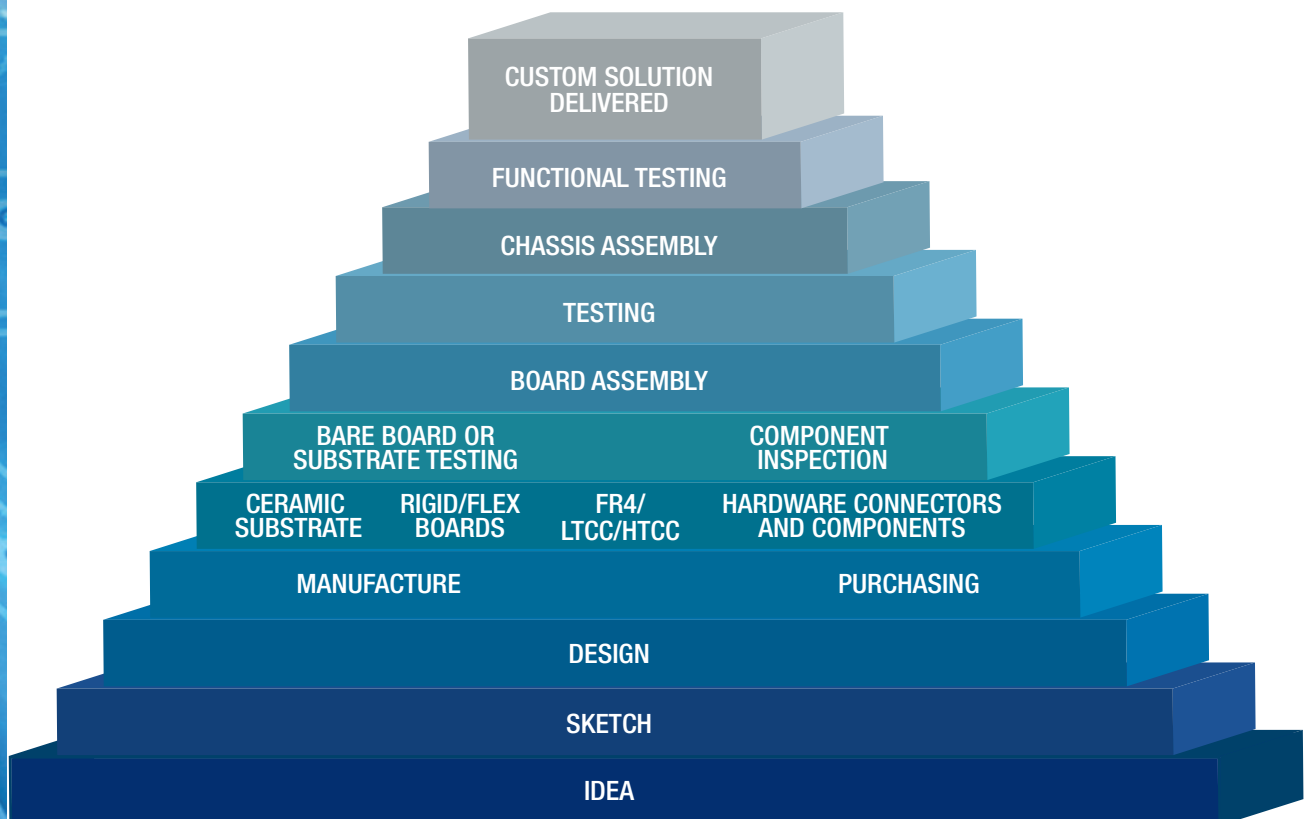 CUSTOM SOLUTION
DELIVERED
FUNCTIONAL TESTING
CHASSIS ASSEMBLY
TESTING
BOARD ASSEMBLY
BARE BOARD OR
SUBSTRATE TESTING
COMPONENT
INSPECTION
CERAMIC
SUBSTRATE
RIGID/FLEX
BOARDS
FR4/
LTCC/HTCC
HARDWARE CONNECTORS
AND COMPONENTS
MANUFACTURE
PURCHASING
DESIGN
SKETCH
IDEA